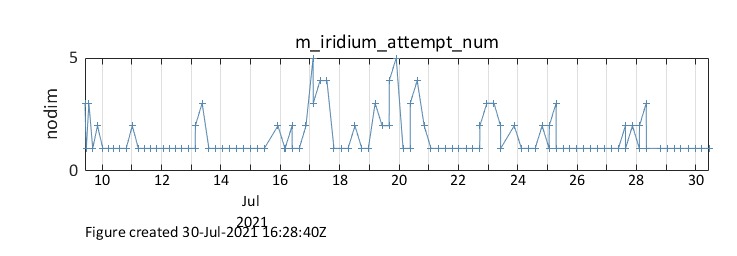 m_iridium_attempt_num
5
nodim
0
10 12 14 16 18 20 22 24 26 28 30
Jul
2021
Figure created 30-Jul-2021 16:28:40Z